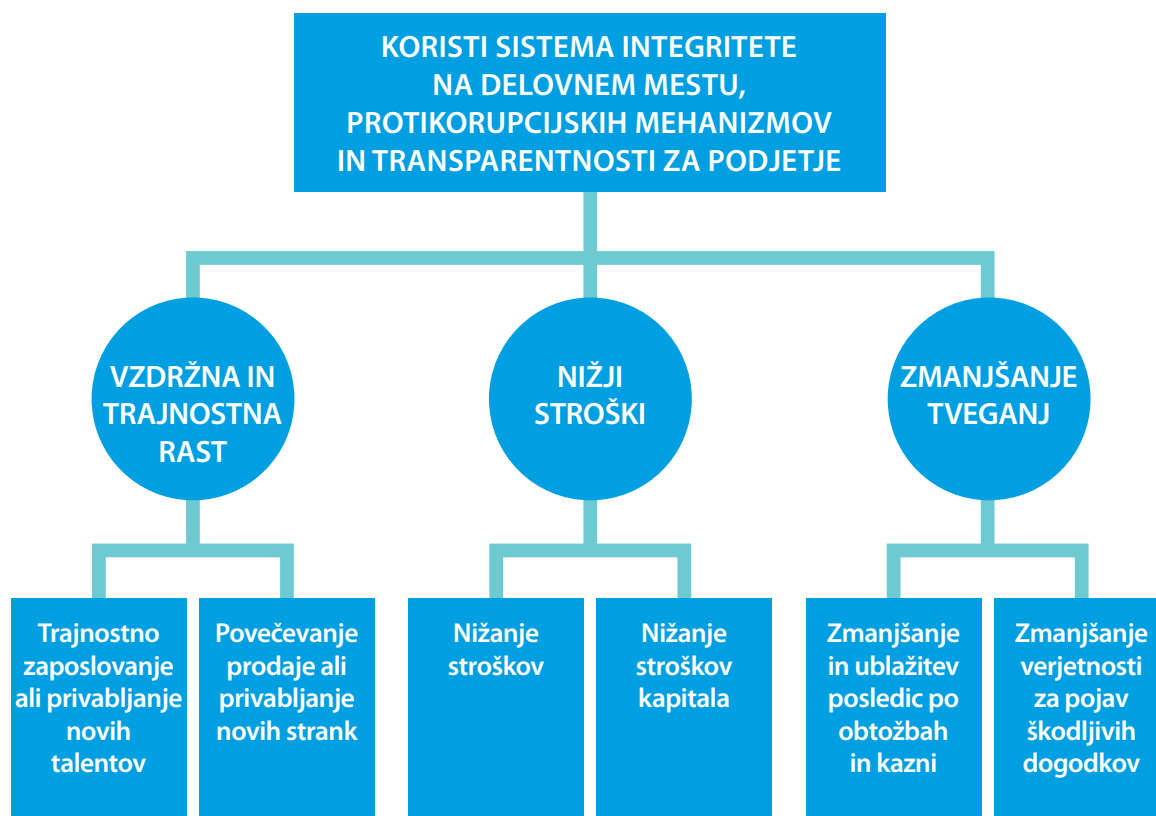 KORISTI SISTEMA INTEGRITETE
NA DELOVNEM MESTU,
PROTIKORUPCIJSKIH MEHANIZMOV
IN TRANSPARENTNOSTI ZA PODJETJE
VZDRŽNA IN
TRAJNOSTNA
RAST
NIŽJI
STROŠKI
ZMANJŠANJE
TVEGANJ
Trajnostno
zaposlovanje
ali privabljanje
novih
talentov
Povečevanje
prodaje ali
privabljanje
novih strank
Nižanje
stroškov
Nižanje
stroškov
kapitala
Zmanjšanje
in ublažitev
posledic po
obtožbah
in kazni
Zmanjšanje
verjetnosti
za pojav
škodljivih
dogodkov